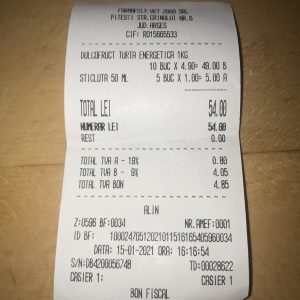 FARMAFELY VET 2000 SRL
PITESTI STR.CRINULUI NR.6
JUD.ARGES
CIF: RO15665533
DULCOFRUCT TURTA ENERGETICA 1KG
10 BUC X 4.90= 49.00 B
STICLUTA 50 ML 5 BUC X 1.00= 5.00 A
TOTAL LEI 54.00
NUMERAR LEI 54.00
REST 0.00
TOTAL TVA A - 19% 0.80
TOTAL TVA B - 9% 4.05
TOTAL TVA BON 4.85
ALIN
Z:0566 BF:0034 NR.AMEF:0001
ID BF: 10002470512021011516165405960034
DATA: 15-01-2021 ORA: 16:16:54
S/N:DB4200056748 TD:00028622
CASIER 1: CASIER 1
BON FISCAL